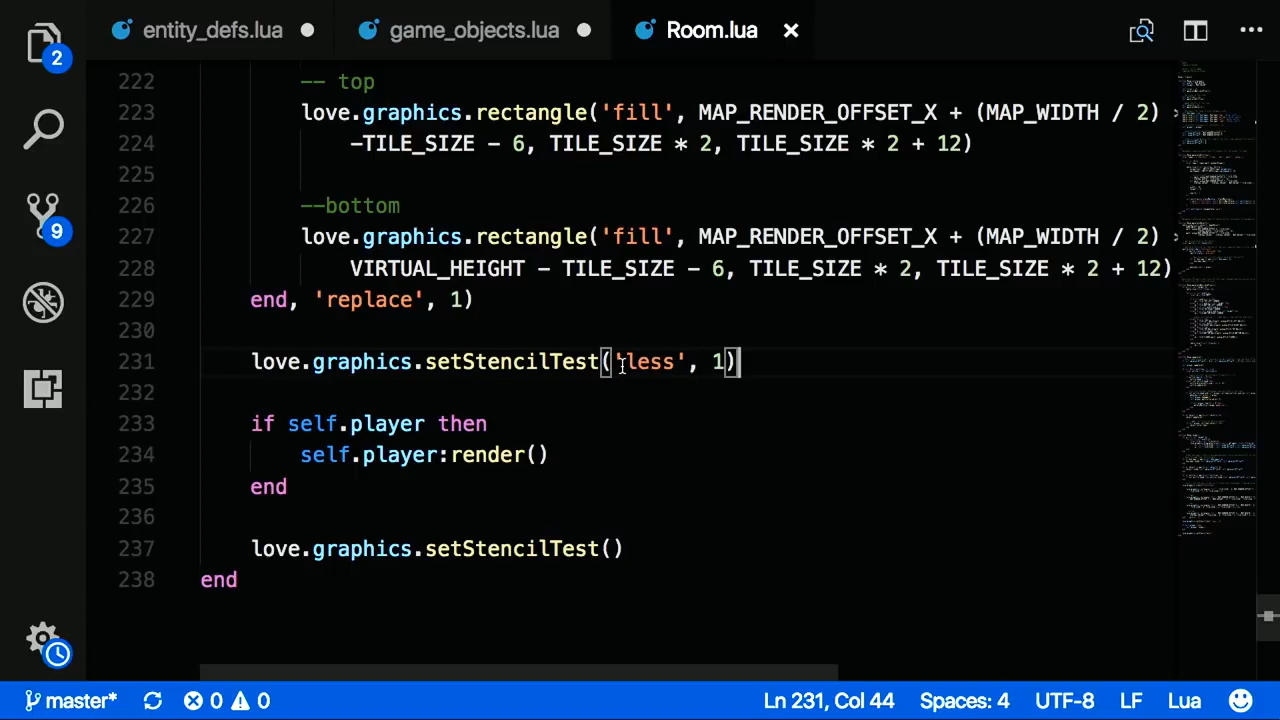 entity_defs.lua game_objects.lua Room.lua
2
9
222 -- top
223 love.graphics.rectangle('fill', MAP_RENDER_OFFSET_X + (MAP_WIDTH / 2)
224 -TILE_SIZE - 6, TILE_SIZE * 2, TILE_SIZE * 2 + 12)
225
226 --bottom
227 love.graphics.rectangle('fill', MAP_RENDER_OFFSET_X + (MAP_WIDTH / 2)
228 VIRTUAL_HEIGHT - TILE_SIZE - 6, TILE_SIZE * 2, TILE_SIZE * 2 + 12)
229 end, 'replace', 1)
230
231 love.graphics.setStencilTest('less', 1)
232
233 if self.player then
234 self.player:render()
235 end
236
237 love.graphics.setStencilTest()
238 end
master* 0 0 Ln 231, Col 44 Spaces: 4 UTF-8 LF Lua